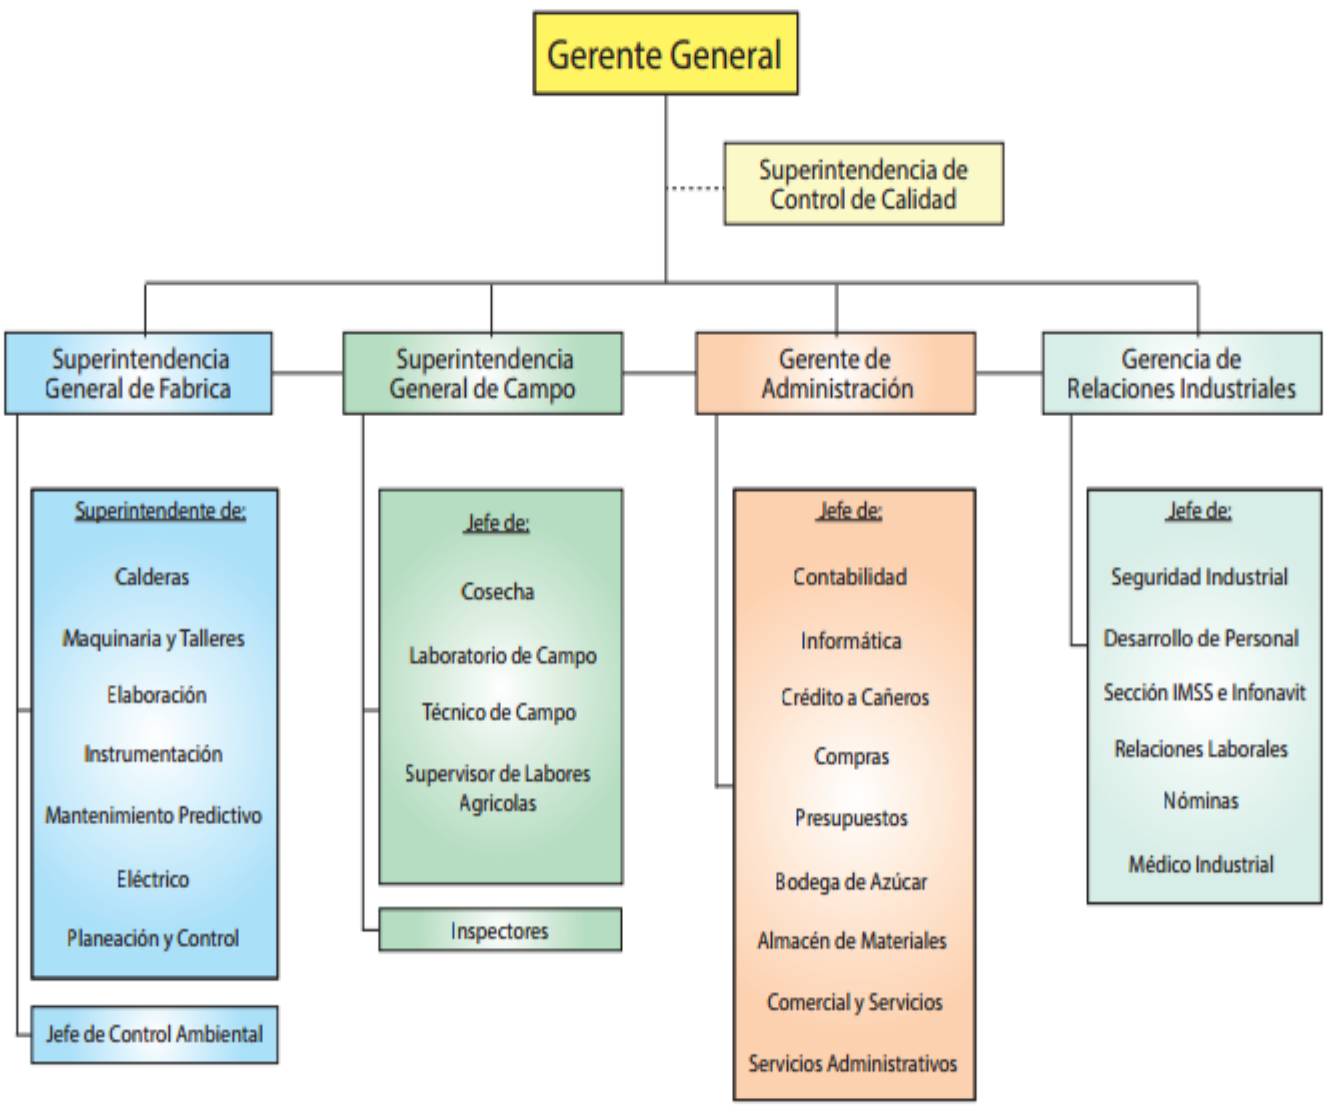 Gerente General
Superintendencia de
Control de Calidad
Superintendencia
General de Fabrica
Superintendencia
General de Campo
Gerente de
Administración
Gerencia de
Relaciones Industriales
Superintendente de:
Calderas
Maquinaria y Talleres
Elaboración
Instrumentación
Mantenimiento Predictivo
Eléctrico
Planeación y Control
Jefe de Control Ambiental
Jefe de:
Cosecha
Laboratorio de Campo
Técnico de Campo
Supervisor de Labores
Agricolas
Inspectores
Jefe de:
Contabilidad
Informática
Crédito a Cañeros
Compras
Presupuestos
Bodega de Azúcar
Almacén de Materiales
Comercial y Servicios
Servicios Administrativos
Jefe de:
Seguridad Industrial
Desarrollo de Personal
Sección IMSS e Infonavit
Relaciones Laborales
Nóminas
Médico Industrial